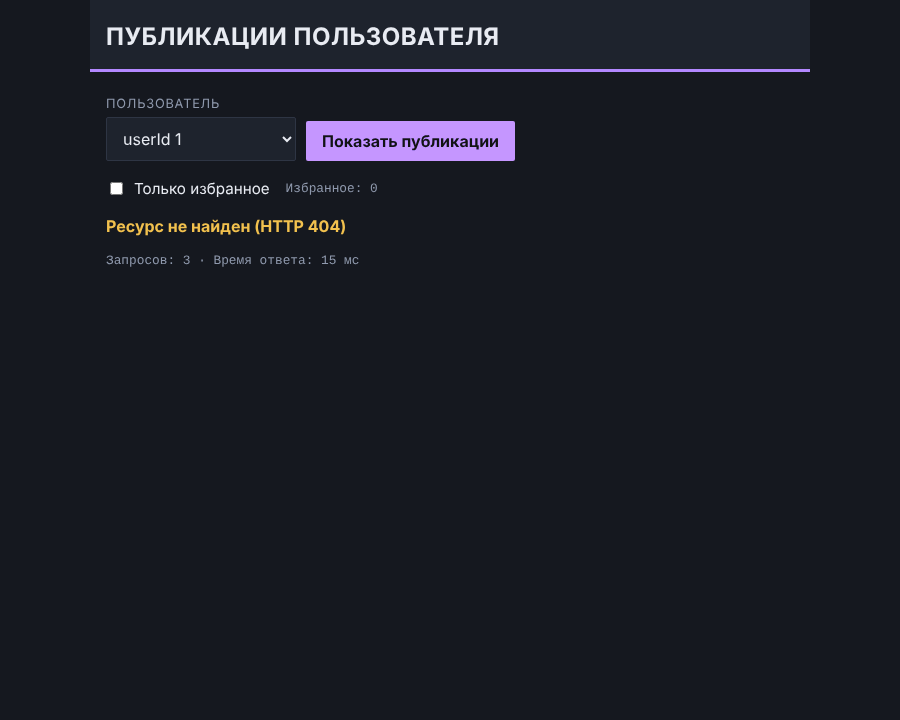 ПУБЛИКАЦИИ ПОЛЬЗОВАТЕЛЯ
ПОЛЬЗОВАТЕЛЬ
userId 1
Показать публикации
Только избранное
Избранное: 0
Ресурс не найден (HTTP 404)
Запросов: 3 · Время ответа: 15 мс